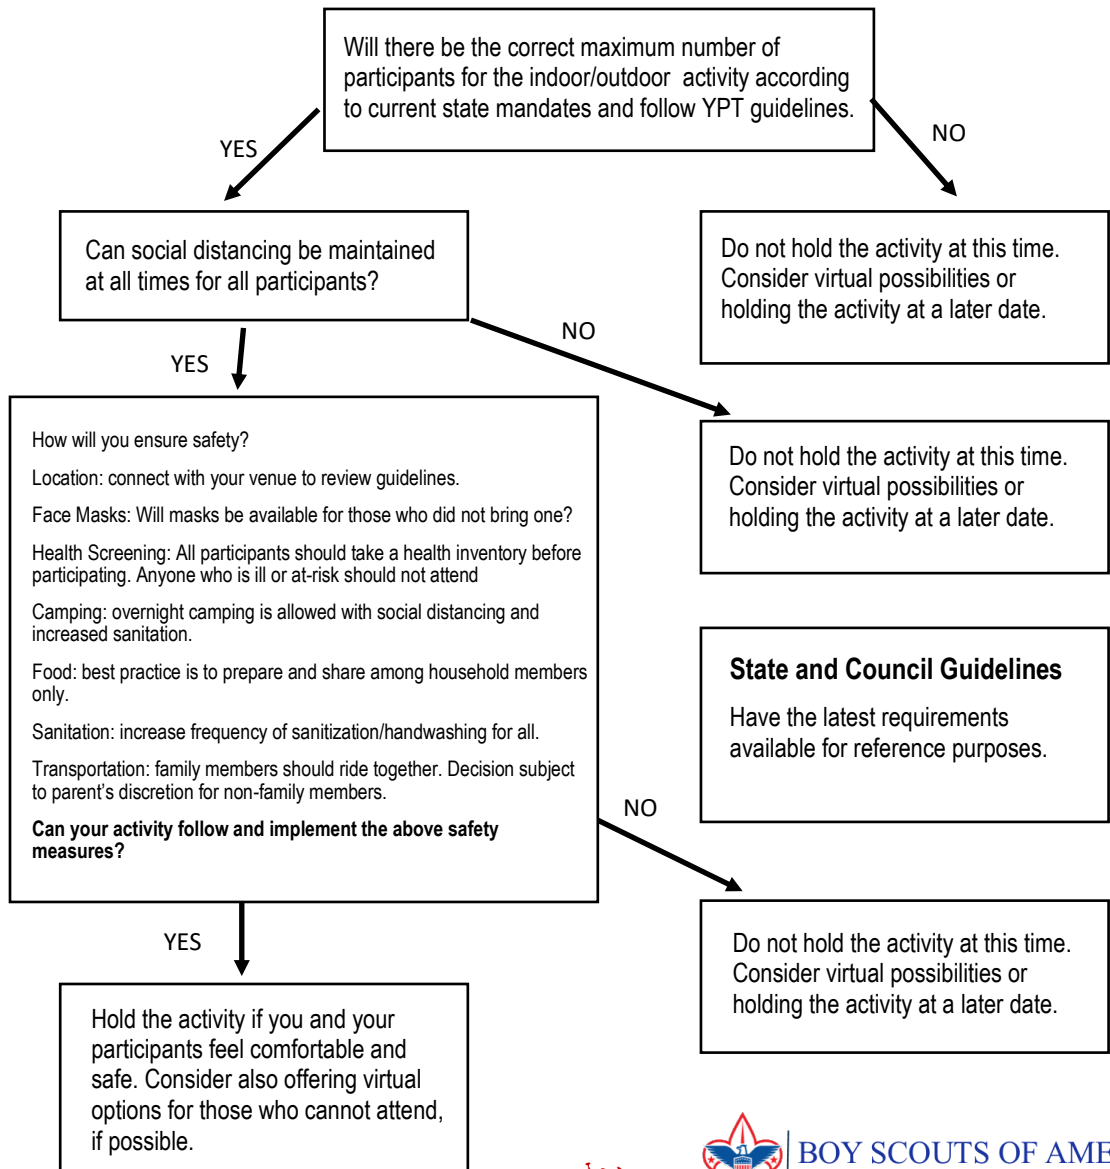 Will there be the correct maximum number of
participants for the indoor/outdoor activity according
to current state mandates and follow YPT guidelines.
YES
NO
Can social distancing be maintained
at all times for all participants?
Do not hold the activity at this time.
Consider virtual possibilities or
holding the activity at a later date.
YES
NO
How will you ensure safety?
Location: connect with your venue to review guidelines.
Face Masks: Will masks be available for those who did not bring one?
Health Screening: All participants should take a health inventory before
participating. Anyone who is ill or at-risk should not attend
Camping: overnight camping is allowed with social distancing and
increased sanitation.
Food: best practice is to prepare and share among household members
only.
Sanitation: increase frequency of sanitization/handwashing for all.
Transportation: family members should ride together. Decision subject
to parent's discretion for non-family members.
Can your activity follow and implement the above safety
measures?
Do not hold the activity at this time.
Consider virtual possibilities or
holding the activity at a later date.
State and Council Guidelines
Have the latest requirements
available for reference purposes.
NO
YES
Do not hold the activity at this time.
Consider virtual possibilities or
holding the activity at a later date.
Hold the activity if you and your
participants feel comfortable and
safe. Consider also offering virtual
options for those who cannot attend,
if possible.
BOY SCOUTS OF AME